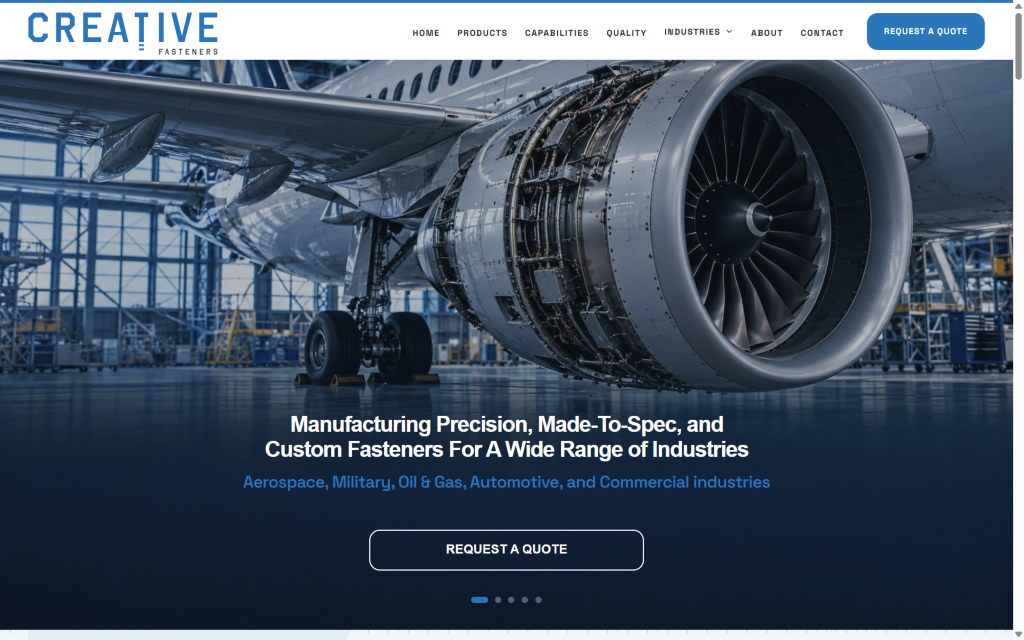 CREATIVE
FASTENERS
HOME
PRODUCTS
CAPABILITIES
QUALITY
INDUSTRIES
ABOUT
CONTACT
REQUEST A QUOTE
Manufacturing Precision, Made-To-Spec, and
Custom Fasteners For A Wide Range of Industries
Aerospace, Military, Oil & Gas, Automotive, and Commercial industries
REQUEST A QUOTE